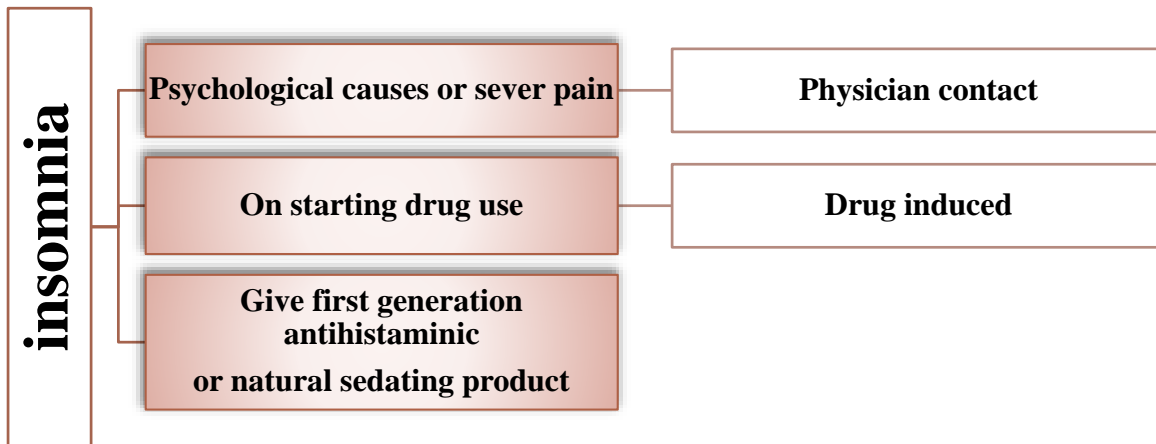 insomnia
Psychological causes or sever pain
Physician contact
On starting drug use
Drug induced
Give first generation
antihistaminic
or natural sedating product